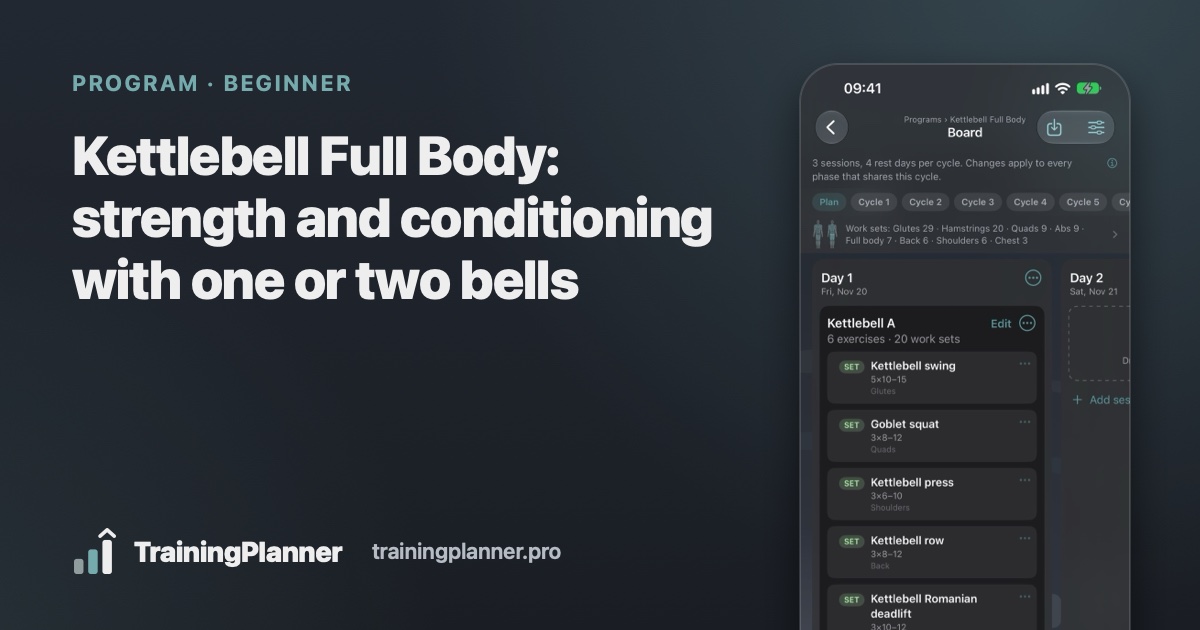 PROGRAM · BEGINNER
Kettlebell Full Body:
strength and conditioning
with one or two bells
TrainingPlanner
trainingplanner.pro
09:41
Programs › Kettlebell Full Body
Board
3 sessions, 4 rest days per cycle. Changes apply to every
phase that shares this cycle.
Plan Cycle 1 Cycle 2 Cycle 3 Cycle 4 Cycle 5 Cy
Work sets: Glutes 29 · Hamstrings 20 · Quads 9 · Abs 9 ·
Full body 7 · Back 6 · Shoulders 6 · Chest 3
Day 1
Fri, Nov 20
Kettlebell A
Edit
6 exercises · 20 work sets
SET Kettlebell swing
5×10–15
Glutes
SET Goblet squat
3×8–12
Quads
SET Kettlebell press
3×6–10
Shoulders
SET Kettlebell row
3×8–12
Back
SET Kettlebell Romanian
deadlift
3×10–12
Day 2
Sat, Nov 21
+ Add ses